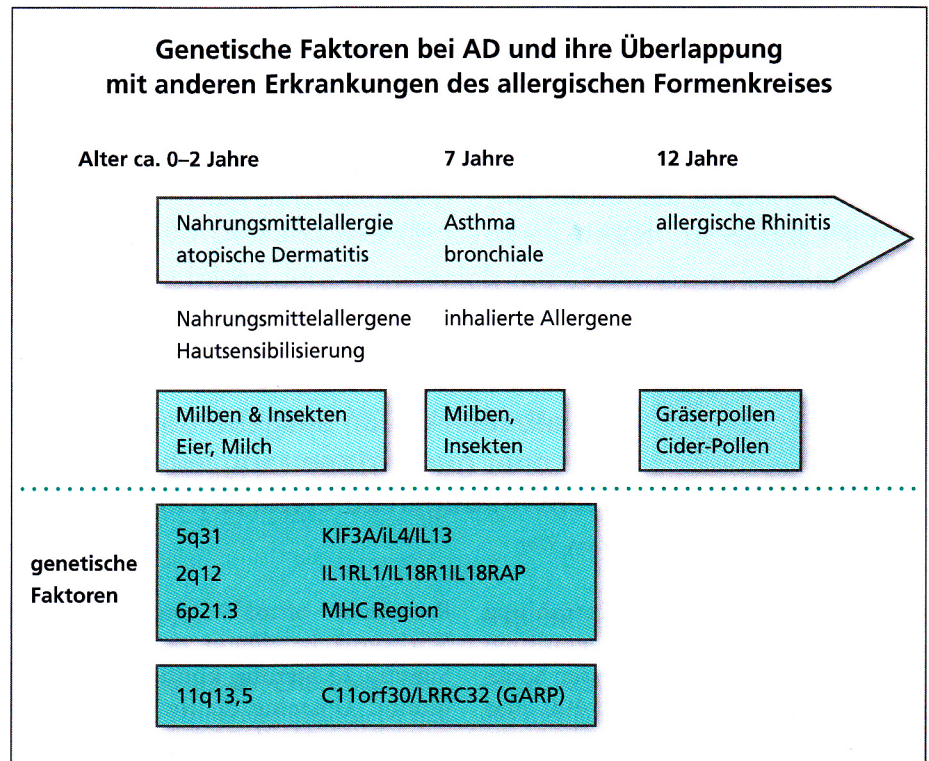 Genetische Faktoren bei AD und ihre Überlappung
mit anderen Erkrankungen des allergischen Formenkreises
Alter ca. 0–2 Jahre 7 Jahre 12 Jahre
Nahrungsmittelallergie Asthma allergische Rhinitis
atopische Dermatitis bronchiale
Nahrungsmittelallergene inhalierte Allergene
Hautsensibilisierung
Milben & Insekten Milben, Gräserpollen
Eier, Milch Insekten Cider-Pollen
genetische
Faktoren
5q31 KIF3A/iL4/IL13
2q12 IL1RL1/IL18R1IL18RAP
6p21.3 MHC Region
11q13,5 C11orf30/LRRC32 (GARP)